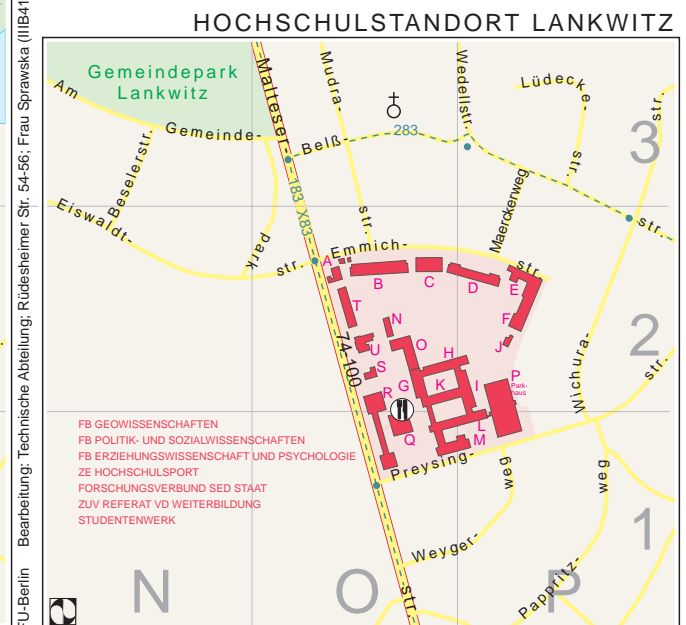 HOCHSCHULSTANDORT LANKWITZ
FU-Berlin Bearbeitung: Technische Abteilung; Rüdesheimer Str. 54-56; Frau Sprawska (IIIB41
Gemeindepark
Lankwitz
Am
Gemeinde-
park
Malteser-
str.
Mudra-
str.
Wedellstr.
Lüdecke-
str.
str.
3
Belß-
283
str.
Beselerstr.
Eiswaldt-
str.
183 X83
Maerckerweg
Emmich-
str.
A
B
C
D
E
F
J
T
N
U
O
S
H
G
K
I
R
P
Park-
haus
L
M
Q
74-100
2
Wichura-
str.
FB GEOWISSENSCHAFTEN
FB POLITIK- UND SOZIALWISSENSCHAFTEN
FB ERZIEHUNGSWISSENSCHAFT UND PSYCHOLOGIE
ZE HOCHSCHULSPORT
FORSCHUNGSVERBUND SED STAAT
ZUV REFERAT VD WEITERBILDUNG
STUDENTENWERK
Preysing-
weg
weg
Weyger-
Pappritz-
1
N
O
P